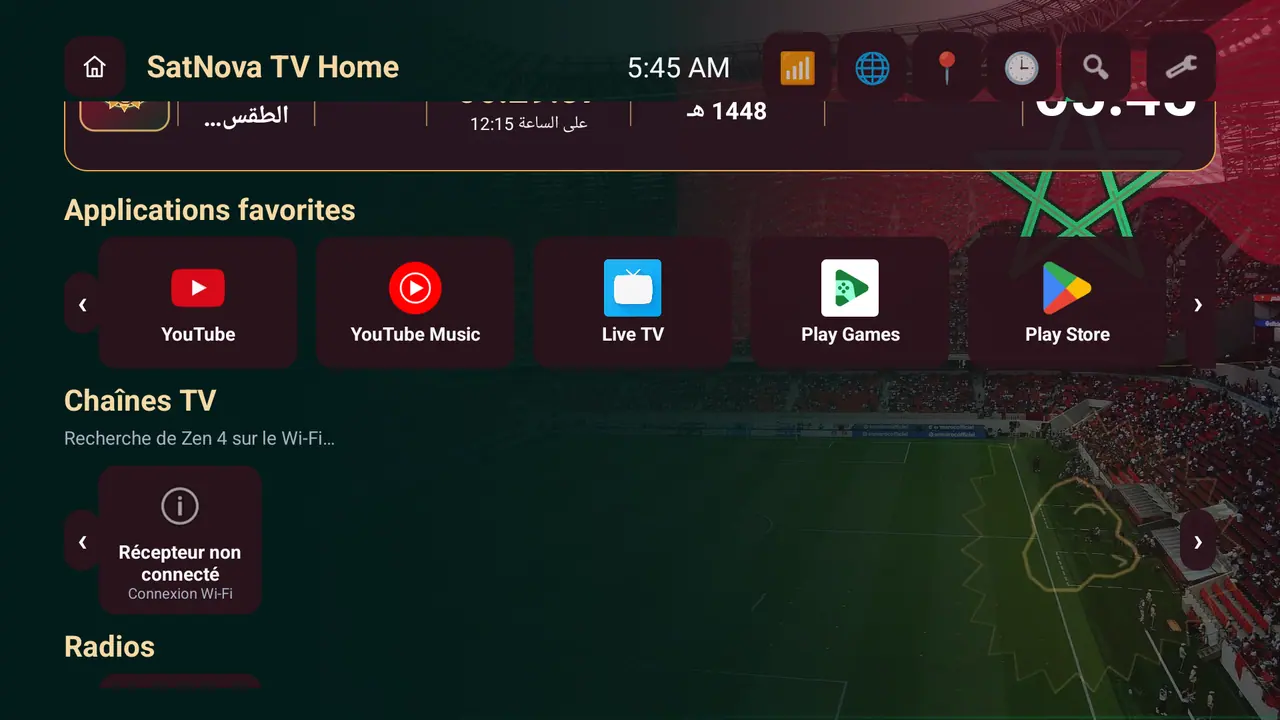 SatNova TV Home
5:45 AM
الطقس...
على الساعة 12:15
1448 هـ
Applications favorites
YouTube
YouTube Music
Live TV
Play Games
Play Store
Chaînes TV
Recherche de Zen 4 sur le Wi-Fi...
Récepteur non
connecté
Connexion Wi-Fi
Radios